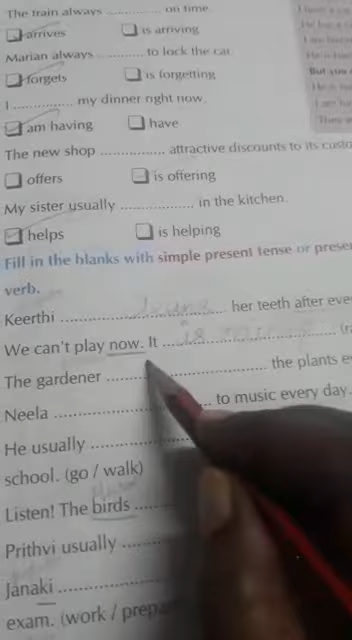 The train always ............... on time.
arrives is arriving
Marian always ............... to lock the car.
forgets is forgetting
I ............... my dinner right now.
am having have
The new shop ............... attractive discounts to its custo
offers is offering
My sister usually ............... in the kitchen.
helps is helping
Fill in the blanks with simple present tense or prese
verb.
Keerthi ............... her teeth after eve
We can't play now. It is ...............
The gardener ............... the plants e
Neela ............... to music every day.
He usually ...............
school. (go / walk)
Listen! The birds ...............
Prithvi usually ...............
Janaki ...............
exam. (work / prepa